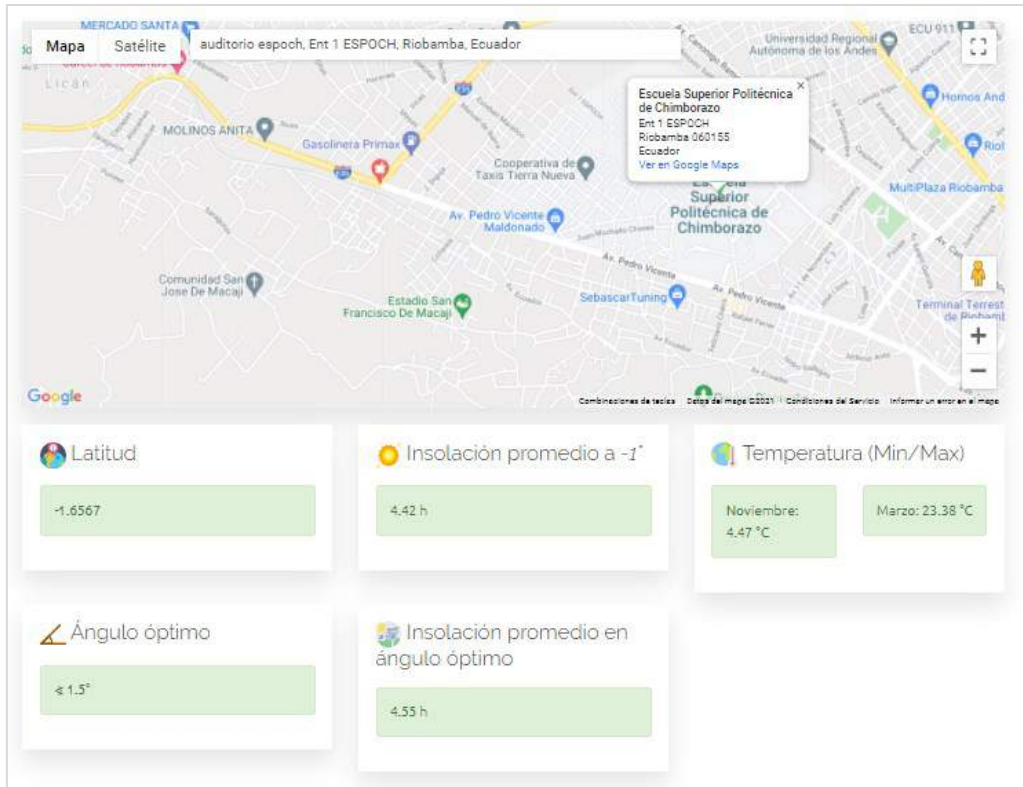 MERCADO SANTA
Mapa
Satélite
auditorio espoch, Ent 1 ESPOCH, Riobamba, Ecuador
Universidad Regional
Autónoma de los Andes
ECU 911
Lican
Escuela Superior Politécnica
de Chimborazo
Ent 1 ESPOCH
Riobamba 060155
Ecuador
Ver en Google Maps
Hornos And
MOLINOS ANITA
Gasolinera Primax
Cooperativa de
Taxis Tierra Nueva
Riol
MultiPlaza Riobamba
Superior
Politécnica de
Chimborazo
Av. Pedro Vicente
Maldonado
Av. Pedro Vicente
Comunidad San
Jose De Macaji
Estadio San
Francisco De Macaji
SebascarTuning
Av. Pedro Vicente
Terminal Terrest
Google
Combinaciones de teclas
Datos del mapa ©2021
Condiciones del Servicio
Informar un error en el mapa
Latitud
-1.6567
Insolación promedio a -1°
4.42 h
Temperatura (Min/Max)
Noviembre:
4.47 °C
Marzo: 23.38 °C
Ángulo óptimo
∢ 1.5°
Insolación promedio en
ángulo óptimo
4.55 h